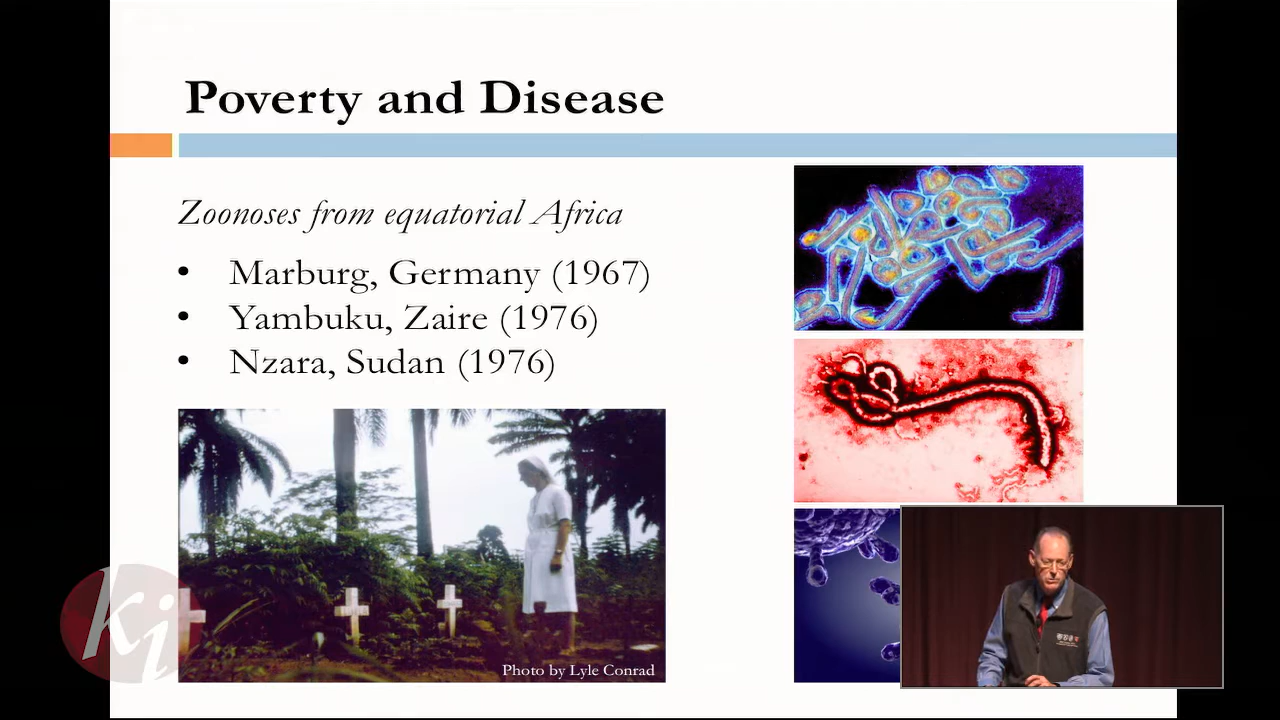 Poverty and Disease
Zoonoses from equatorial Africa
• Marburg, Germany (1967)
• Yambuku, Zaire (1976)
• Nzara, Sudan (1976)
Photo by Lyle Conrad
ki